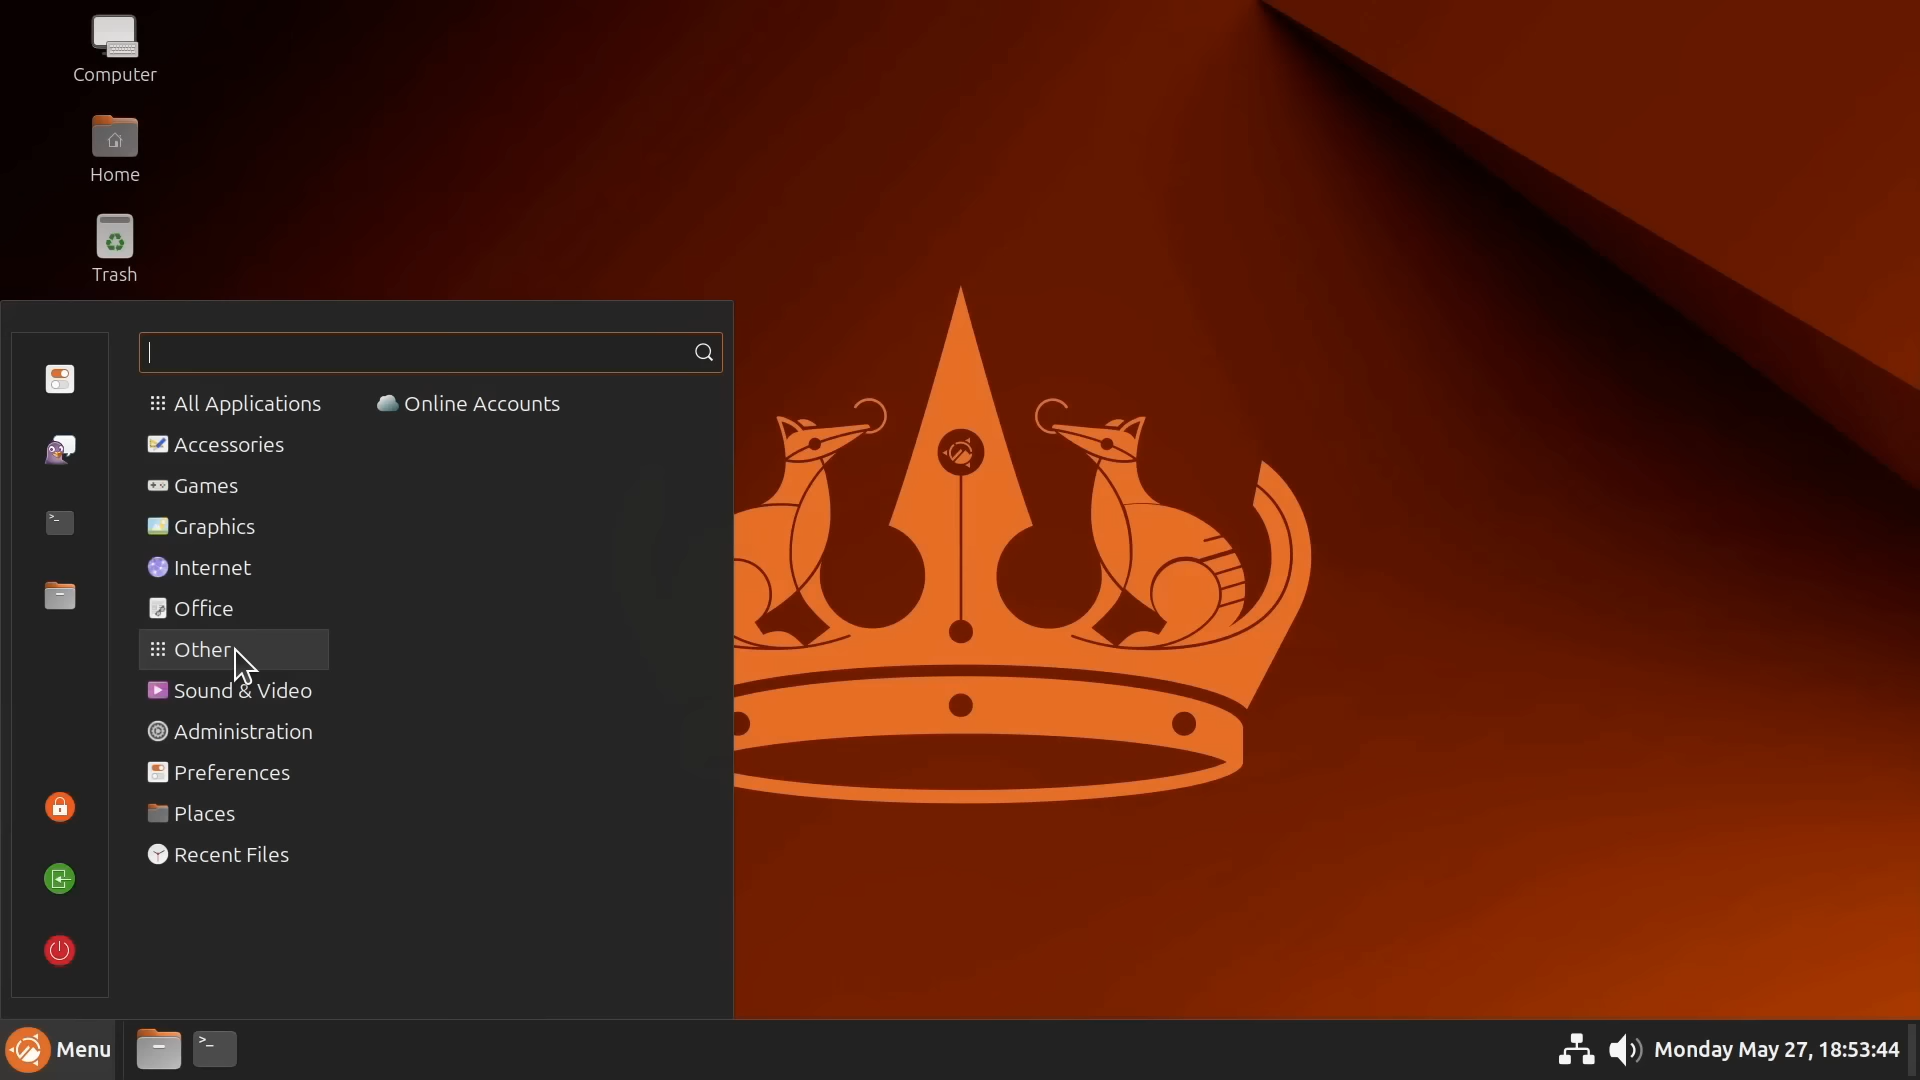 Computer
Home
Trash
All Applications
Online Accounts
Accessories
Games
Graphics
Internet
Office
Other
Sound & Video
Administration
Preferences
Places
Recent Files
Menu
Monday May 27, 18:53:44